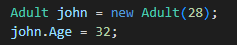 Adult john = new Adult(28);
john.Age = 32;